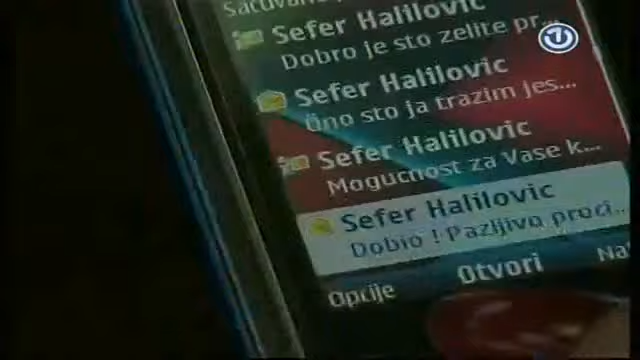 Sefer Halilovic
Dobro je sto zelite pr...
Sefer Halilovic
Ono sto ja trazim jes...
Sefer Halilovic
Mogucnost za Vase k...
Sefer Halilovic
Dobio ! Pazljivo proci...
Opcije
Otvori